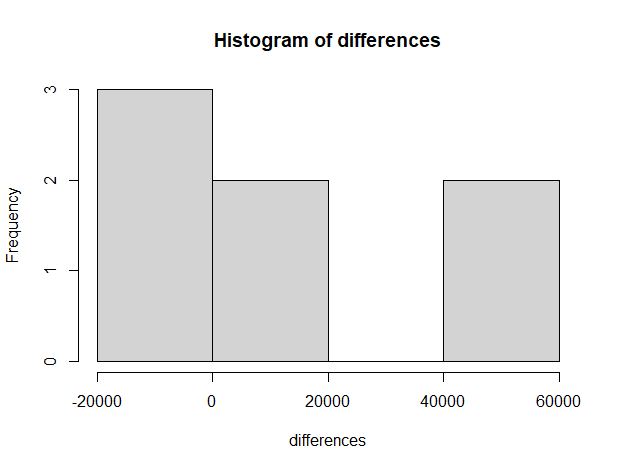 Histogram of differences
Frequency
3
2
1
0
-20000 0 20000 40000 60000
differences